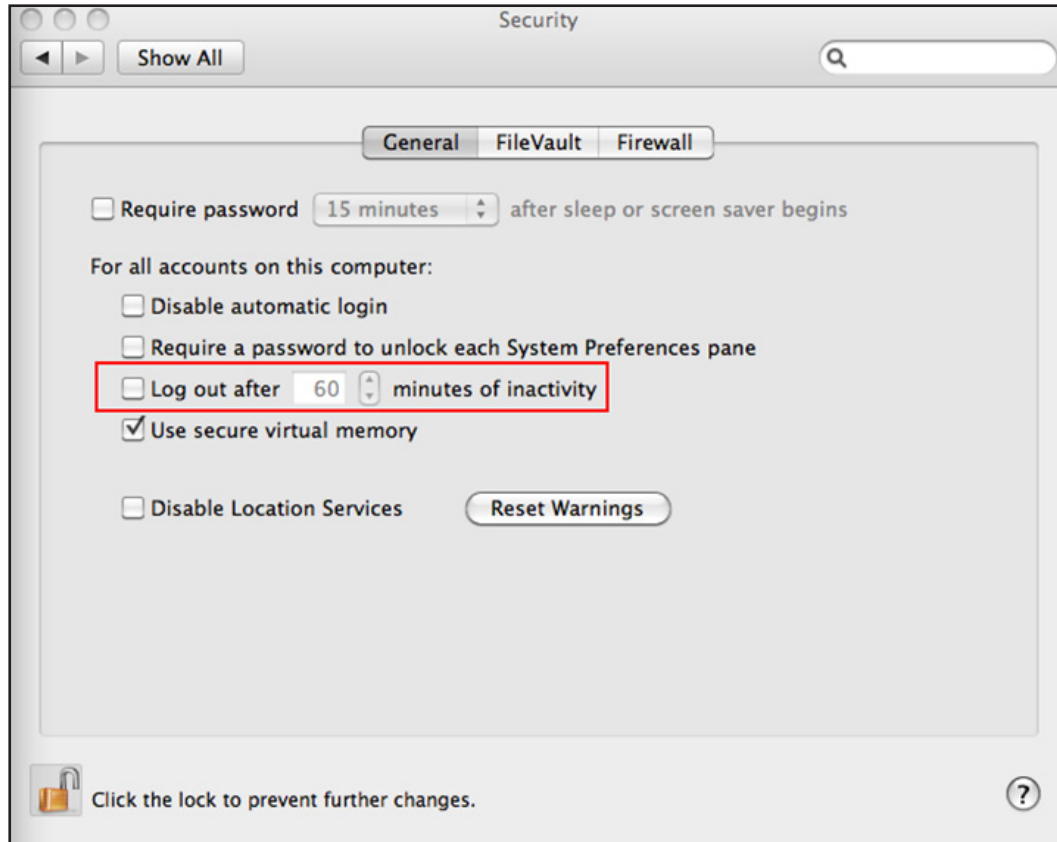 Security
Show All
General FileVault Firewall
Require password 15 minutes after sleep or screen saver begins
For all accounts on this computer:
Disable automatic login
Require a password to unlock each System Preferences pane
Log out after 60 minutes of inactivity
Use secure virtual memory
Disable Location Services Reset Warnings
Click the lock to prevent further changes. ?